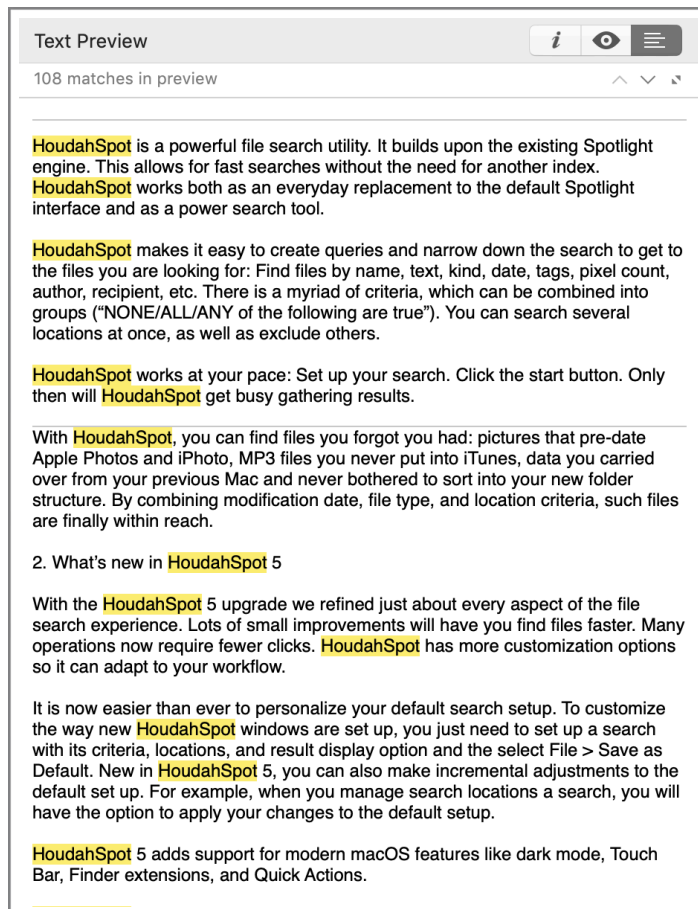 Text Preview
108 matches in preview
HoudahSpot is a powerful file search utility. It builds upon the existing Spotlight
engine. This allows for fast searches without the need for another index.
HoudahSpot works both as an everyday replacement to the default Spotlight
interface and as a power search tool.
HoudahSpot makes it easy to create queries and narrow down the search to get to
the files you are looking for: Find files by name, text, kind, date, tags, pixel count,
author, recipient, etc. There is a myriad of criteria, which can be combined into
groups (“NONE/ALL/ANY of the following are true”). You can search several
locations at once, as well as exclude others.
HoudahSpot works at your pace: Set up your search. Click the start button. Only
then will HoudahSpot get busy gathering results.
With HoudahSpot, you can find files you forgot you had: pictures that pre-date
Apple Photos and iPhoto, MP3 files you never put into iTunes, data you carried
over from your previous Mac and never bothered to sort into your new folder
structure. By combining modification date, file type, and location criteria, such files
are finally within reach.
2. What’s new in HoudahSpot 5
With the HoudahSpot 5 upgrade we refined just about every aspect of the file
search experience. Lots of small improvements will have you find files faster. Many
operations now require fewer clicks. HoudahSpot has more customization options
so it can adapt to your workflow.
It is now easier than ever to personalize your default search setup. To customize
the way new HoudahSpot windows are set up, you just need to set up a search
with its criteria, locations, and result display option and the select File > Save as
Default. New in HoudahSpot 5, you can also make incremental adjustments to the
default set up. For example, when you manage search locations a search, you will
have the option to apply your changes to the default setup.
HoudahSpot 5 adds support for modern macOS features like dark mode, Touch
Bar, Finder extensions, and Quick Actions.